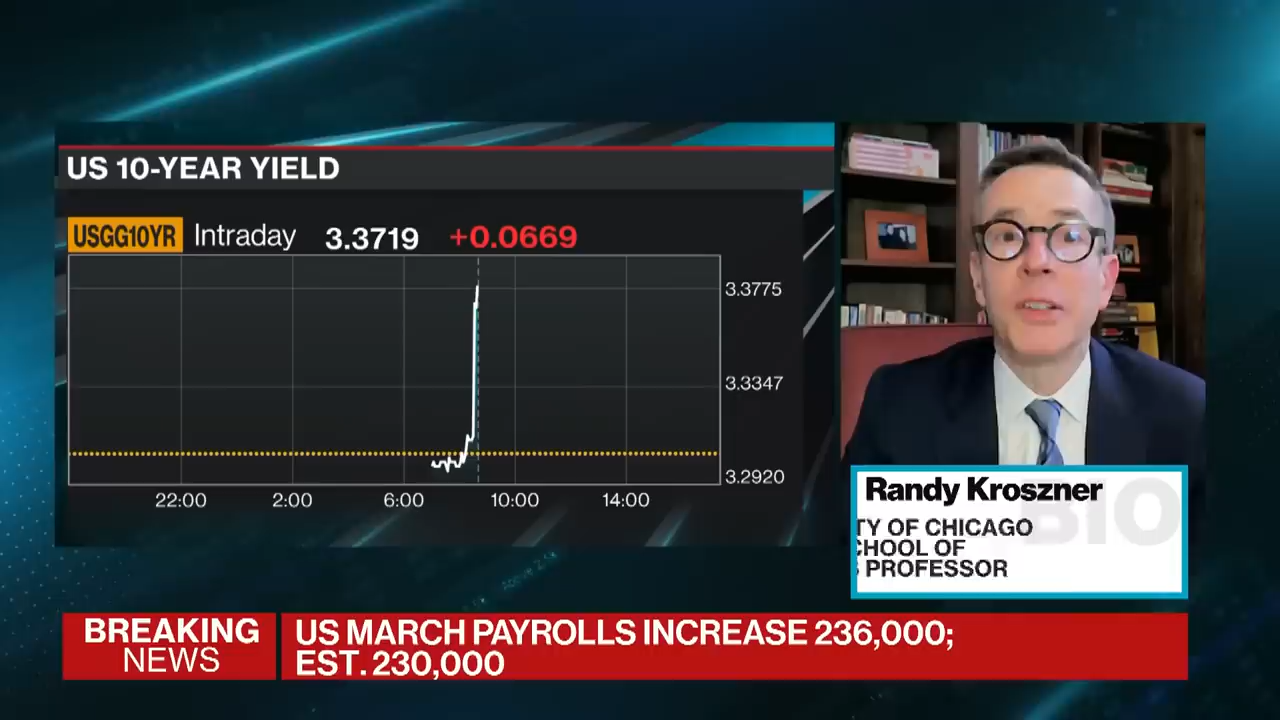 US 10-YEAR YIELD
USGG10YR Intraday 3.3719 +0.0669
3.3775
3.3347
3.2920
22:00 2:00 6:00 10:00 14:00
Randy Kroszner
BIO
TY OF CHICAGO
CHOOL OF
S PROFESSOR
BREAKING
NEWS
US MARCH PAYROLLS INCREASE 236,000;
EST. 230,000